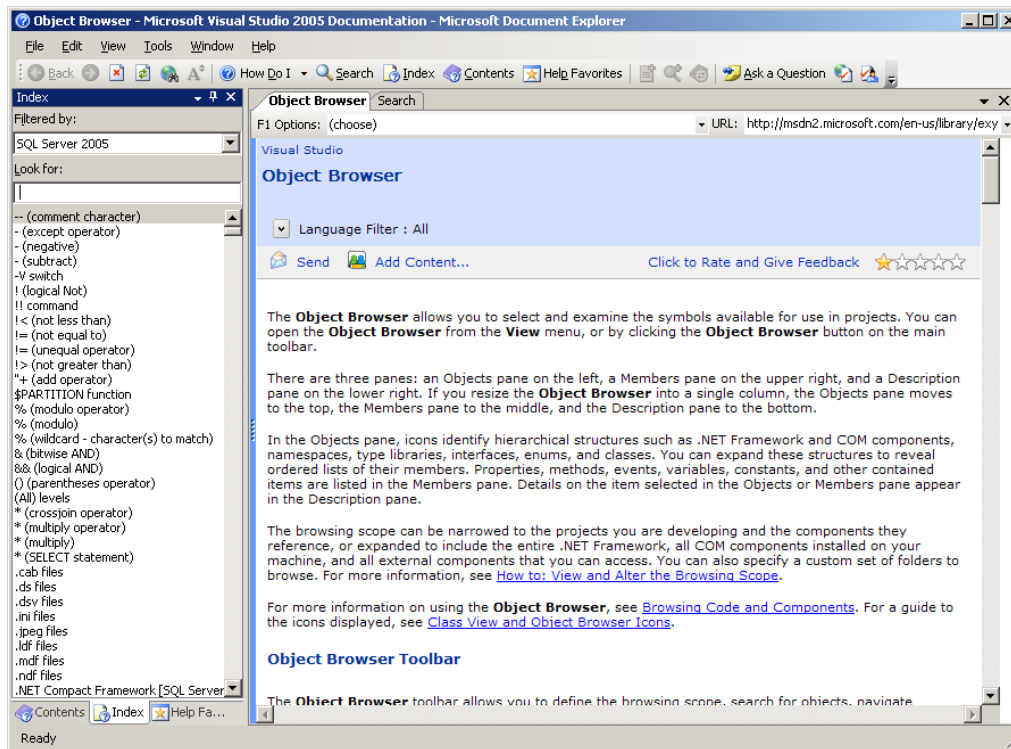 Object Browser - Microsoft Visual Studio 2005 Documentation - Microsoft Document Explorer
File Edit View Tools Window Help
Back How Do I Search Index Contents Help Favorites Ask a Question
Index
Filtered by:
SQL Server 2005
Look for:
-- (comment character)
- (except operator)
- (negative)
- (subtract)
-V switch
! (logical Not)
!! command
!< (not less than)
!= (not equal to)
!= (unequal operator)
!> (not greater than)
"+ (add operator)
$PARTITION function
% (modulo operator)
% (modulo)
% (wildcard - character(s) to match)
& (bitwise AND)
&& (logical AND)
() (parentheses operator)
(All) levels
* (crossjoin operator)
* (multiply operator)
* (multiply)
* (SELECT statement)
.cab files
.ds files
.dsv files
.ini files
.jpeg files
.ldf files
.mdf files
.ndf files
.NET Compact Framework [SQL Server
Contents Index Help Fa...
Object Browser Search
F1 Options: (choose) URL: http://msdn2.microsoft.com/en-us/library/exy
Visual Studio
Object Browser
Language Filter : All
Send Add Content... Click to Rate and Give Feedback
The Object Browser allows you to select and examine the symbols available for use in projects. You can
open the Object Browser from the View menu, or by clicking the Object Browser button on the main
toolbar.
There are three panes: an Objects pane on the left, a Members pane on the upper right, and a Description
pane on the lower right. If you resize the Object Browser into a single column, the Objects pane moves
to the top, the Members pane to the middle, and the Description pane to the bottom.
In the Objects pane, icons identify hierarchical structures such as .NET Framework and COM components,
namespaces, type libraries, interfaces, enums, and classes. You can expand these structures to reveal
ordered lists of their members. Properties, methods, events, variables, constants, and other contained
items are listed in the Members pane. Details on the item selected in the Objects or Members pane appear
in the Description pane.
The browsing scope can be narrowed to the projects you are developing and the components they
reference, or expanded to include the entire .NET Framework, all COM components installed on your
machine, and all external components that you can access. You can also specify a custom set of folders to
browse. For more information, see How to: View and Alter the Browsing Scope.
For more information on using the Object Browser, see Browsing Code and Components. For a guide to
the icons displayed, see Class View and Object Browser Icons.
Object Browser Toolbar
The Object Browser toolbar allows you to define the browsing scope, search for objects, navigate
Ready